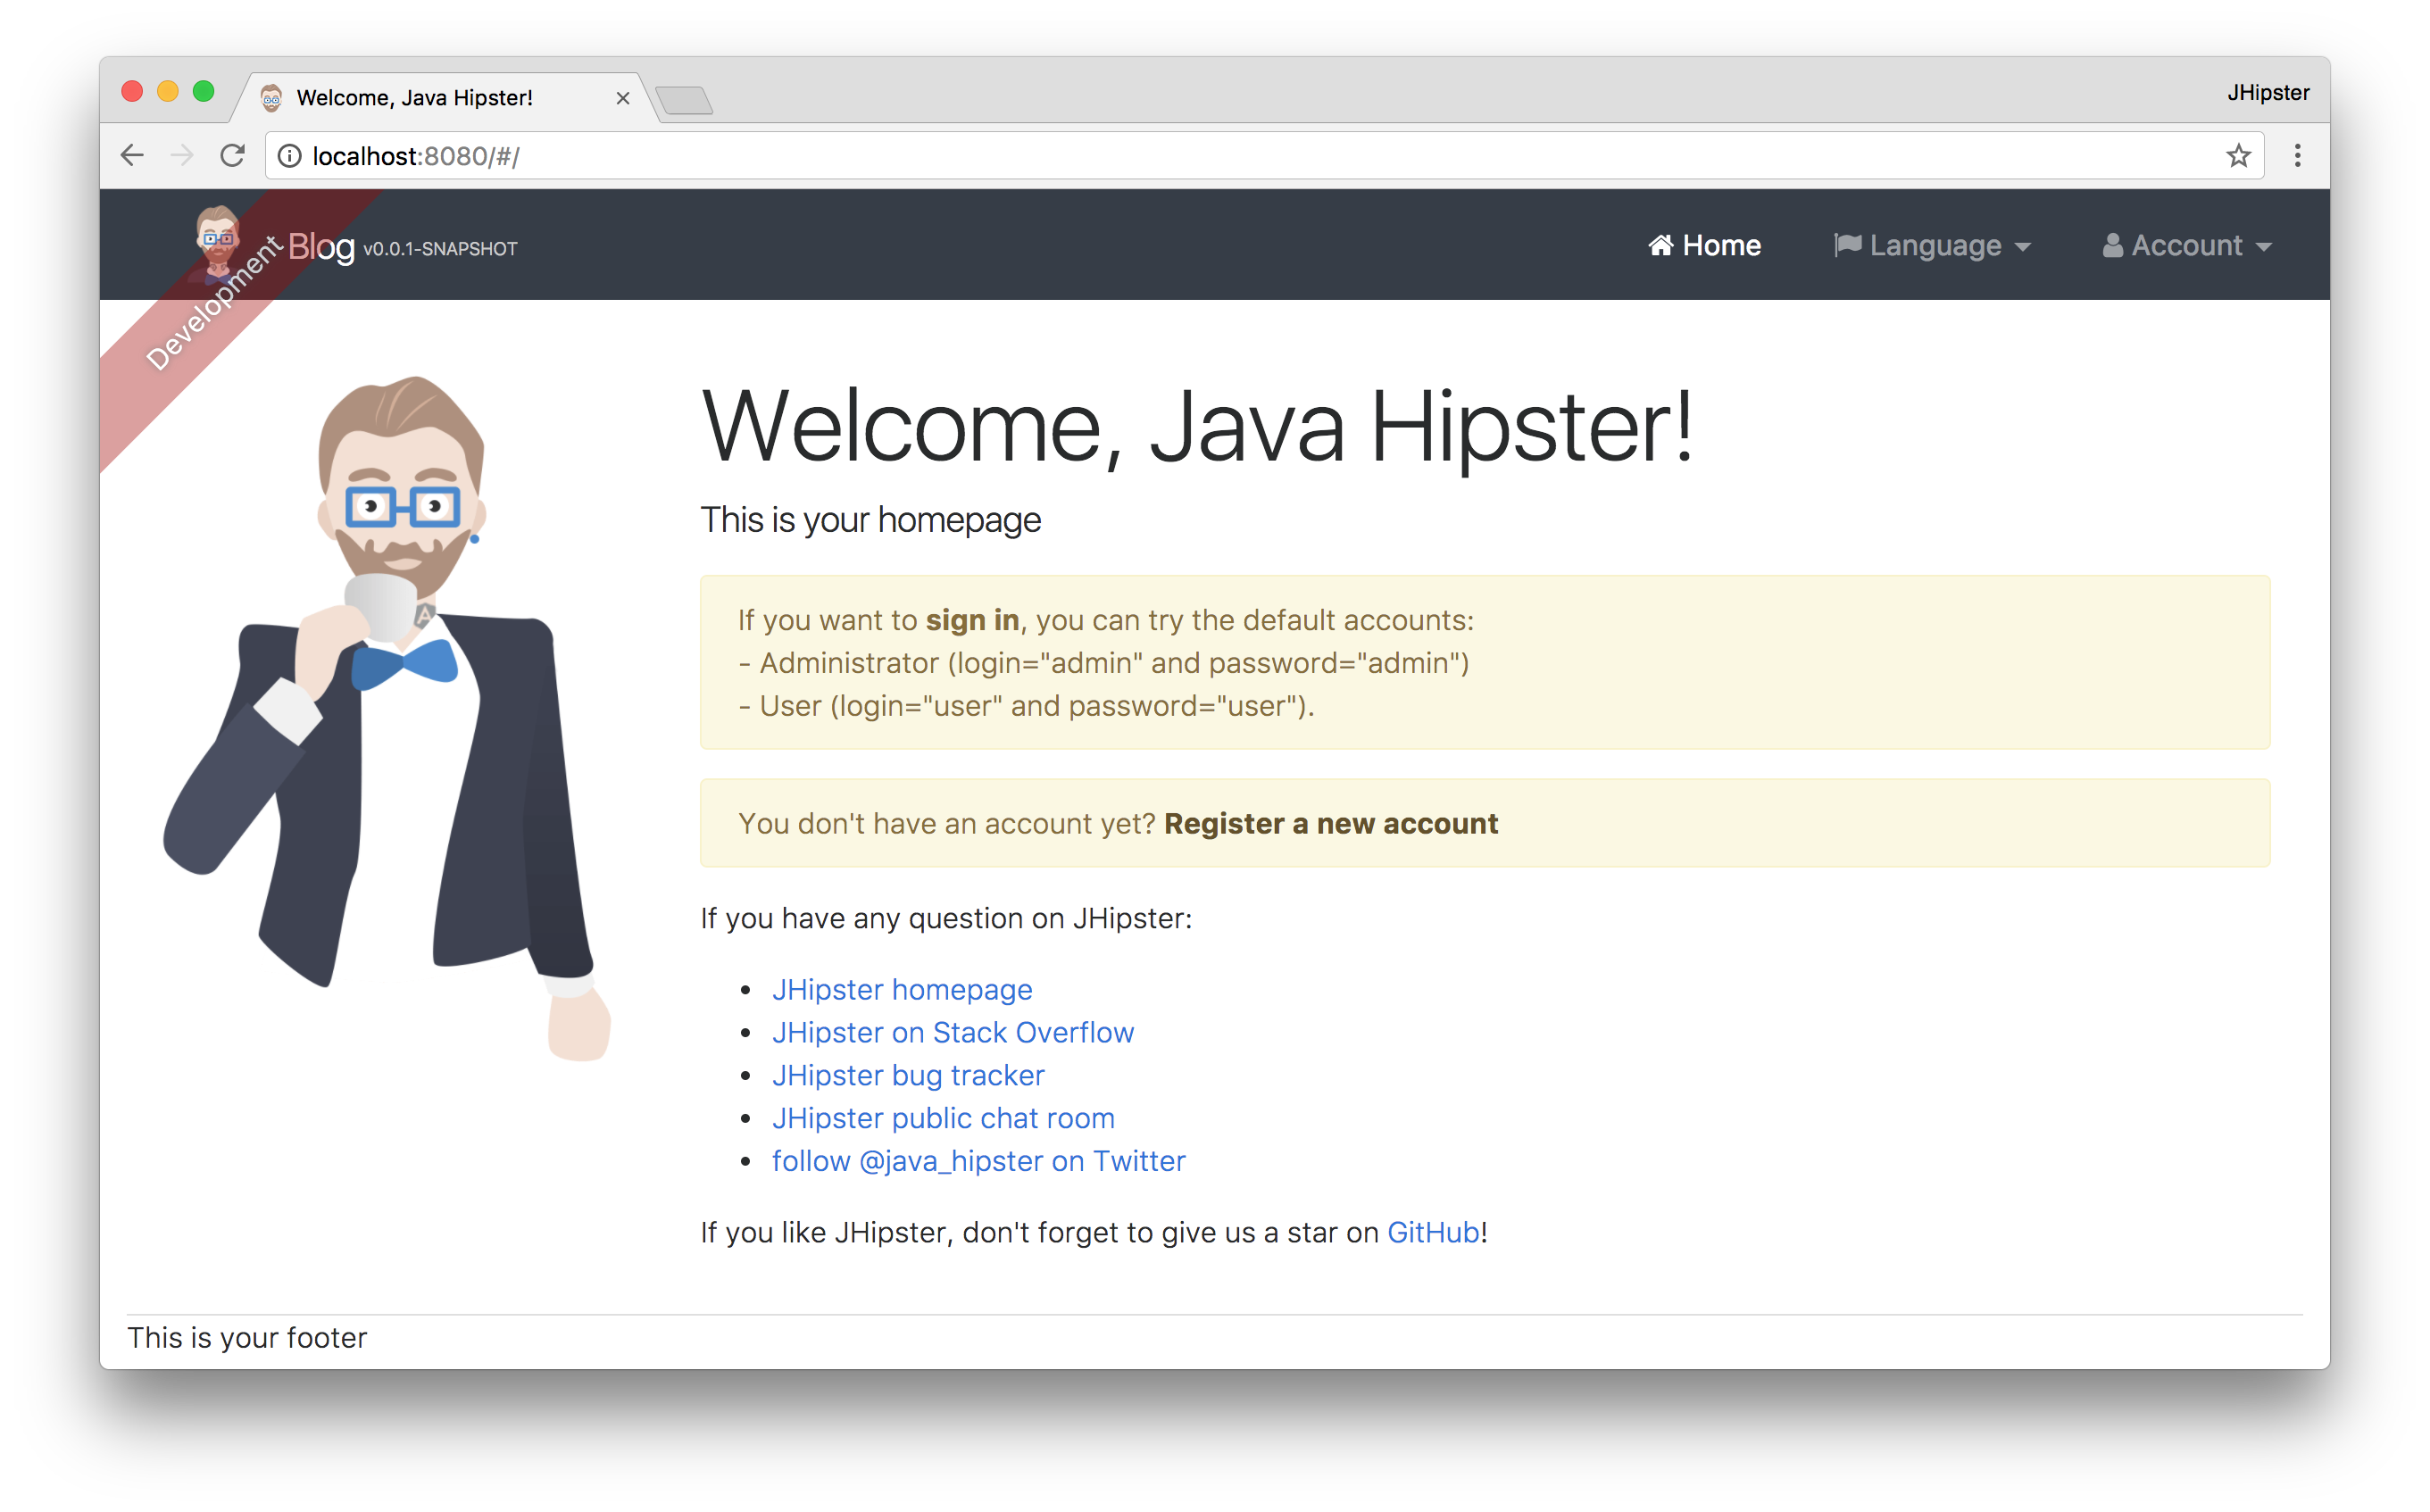 Welcome, Java Hipster!
JHipster
localhost:8080/#/
Development
Blog v0.0.1-SNAPSHOT
Home
Language
Account
Welcome, Java Hipster!
This is your homepage
If you want to sign in, you can try the default accounts:
- Administrator (login="admin" and password="admin")
- User (login="user" and password="user").
You don't have an account yet? Register a new account
If you have any question on JHipster:
• JHipster homepage
• JHipster on Stack Overflow
• JHipster bug tracker
• JHipster public chat room
• follow @java_hipster on Twitter
If you like JHipster, don't forget to give us a star on GitHub!
This is your footer